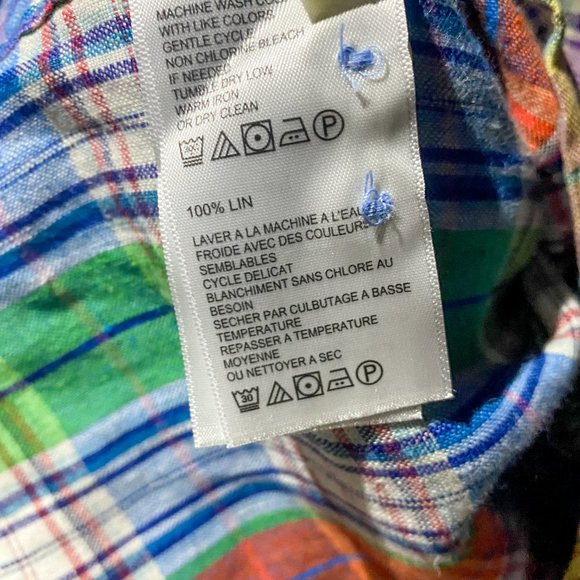 MACHINE WASH COLD
WITH LIKE COLORS
GENTLE CYCLE
NON CHLORINE BLEACH
IF NEEDED
TUMBLE DRY LOW
WARM IRON
OR DRY CLEAN
P
100% LIN
LAVER A LA MACHINE A L'EAU
FROIDE AVEC DES COULEURS
SEMBLABLES
CYCLE DELICAT
BLANCHIMENT SANS CHLORE AU
BESOIN
SECHER PAR CULBUTAGE A BASSE
TEMPERATURE
REPASSER A TEMPERATURE
MOYENNE
OU NETTOYER A SEC
30 P